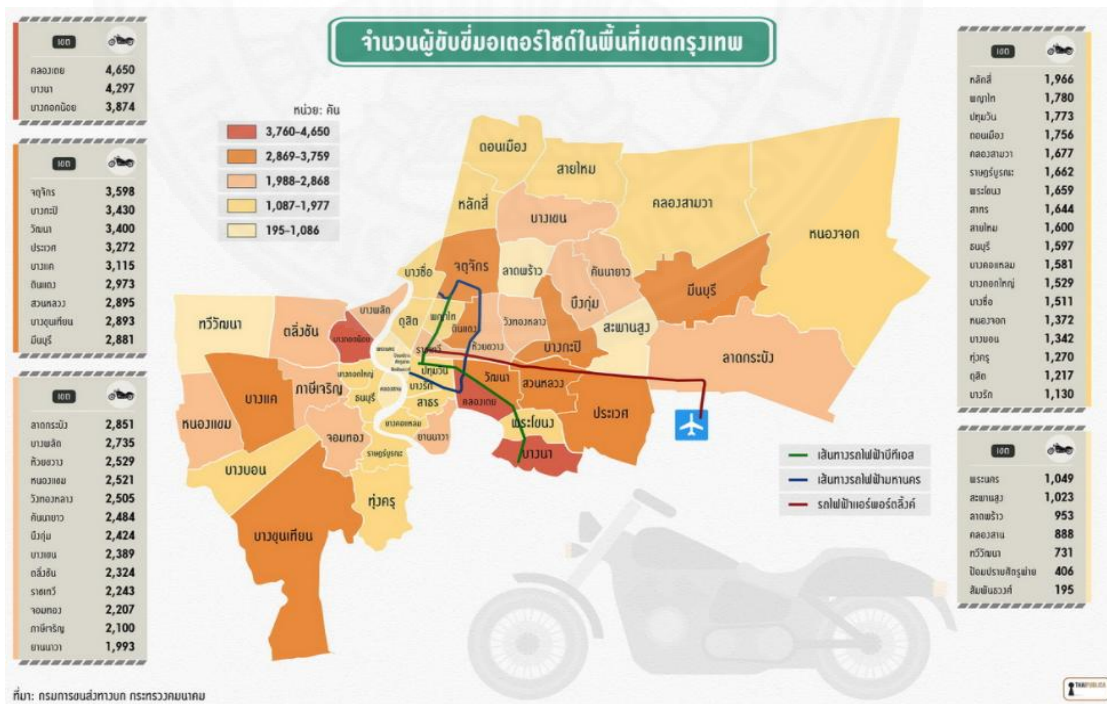 จำนวนผู้ขับขี่มอเตอร์ไซด์ในพื้นที่เขตกรุงเทพ
เขต
คลองเตย 4,650
บางนา 4,297
บางกอกน้อย 3,874
เขต
จตุจักร 3,598
บางกะปิ 3,430
วัฒนา 3,400
ประเวศ 3,272
บางแค 3,115
ดินแดง 2,973
สวนหลวง 2,895
บางขุนเทียน 2,893
มีนบุรี 2,881
เขต
ลาดกระบัง 2,851
บางพลัด 2,735
ห้วยขวาง 2,529
หนองแขม 2,521
วังทองหลาง 2,505
คันนายาว 2,484
บึงกุ่ม 2,424
บางเขน 2,389
ตลิ่งชัน 2,324
ราชเทวี 2,243
จอมทอง 2,207
ภาษีเจริญ 2,100
ยานนาวา 1,993
หน่วย: คัน
3,760-4,650
2,869-3,759
1,988-2,868
1,087-1,977
195-1,086
ดอนเมือง
สายไหม
หลักสี่
บางเขน
คลองสามวา
หนองจอก
บางซื่อ
จตุจักร
ลาดพร้าว
คันนายาว
บึงกุ่ม
มีนบุรี
ทวีวัฒนา
ตลิ่งชัน
บางพลัด
ดุสิต
พญาไท
ดินแดง
วังทองหลาง
สะพานสูง
บางกอกน้อย
พระนคร
ราชเทวี
ห้วยขวาง
บางกะปิ
ลาดกระบัง
บางแค
ภาษีเจริญ
บางกอกใหญ่
คลองสาน
ปทุมวัน
วัฒนา
สวนหลวง
ประเวศ
หนองแขม
ธนบุรี
บางรัก
สาธร
คลองเตย
จอมทอง
บางคอแหลม
ยานนาวา
พระโขนง
บางบอน
ราษฎร์บูรณะ
บางนา
ทุ่งครุ
บางขุนเทียน
เส้นทางรถไฟฟ้าบีทีเอส
เส้นทางรถไฟฟ้ามหานคร
รถไฟฟ้าแอร์พอร์ตลิ้งค์
เขต
หลักสี่ 1,966
พญาไท 1,780
ปทุมวัน 1,773
ดอนเมือง 1,756
คลองสามวา 1,677
ราษฎร์บูรณะ 1,662
พระโขนง 1,659
สาทร 1,644
สายไหม 1,600
ธนบุรี 1,597
บางคอแหลม 1,581
บางกอกใหญ่ 1,529
บางซื่อ 1,511
หนองจอก 1,372
บางบอน 1,342
ทุ่งครุ 1,270
ดุสิต 1,217
บางรัก 1,130
เขต
พระนคร 1,049
สะพานสูง 1,023
ลาดพร้าว 953
คลองสาน 888
ทวีวัฒนา 731
ป้อมปราบศัตรูพ่าย 406
สัมพันธวงศ์ 195
ที่มา: กรมการขนส่งทางบก กระทรวงคมนาคม
THAIPUBLICA